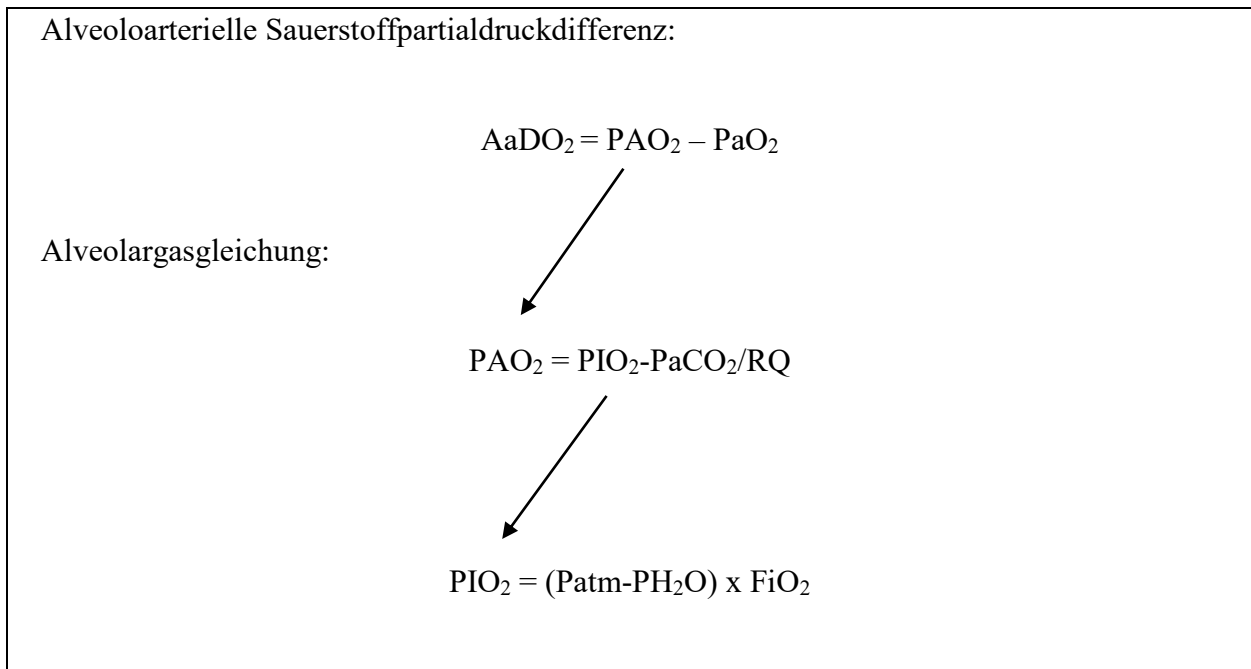 Alveoloarterielle Sauerstoffpartialdruckdifferenz:
AaDO₂ = PAO₂ – PaO₂
Alveolargasgleichung:
PAO₂ = PIO₂-PaCO₂/RQ
PIO₂ = (Patm-PH₂O) x FiO₂